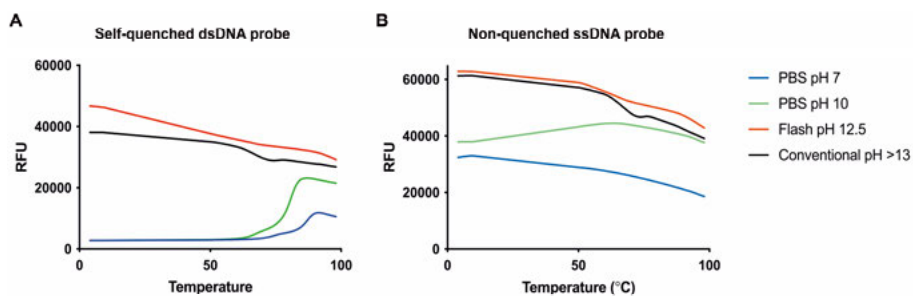 A
Self-quenched dsDNA probe
60000
40000
20000
0
RFU
0
50
100
Temperature
B
Non-quenched ssDNA probe
60000
40000
20000
0
RFU
0
50
100
Temperature (°C)
PBS pH 7
PBS pH 10
Flash pH 12.5
Conventional pH >13